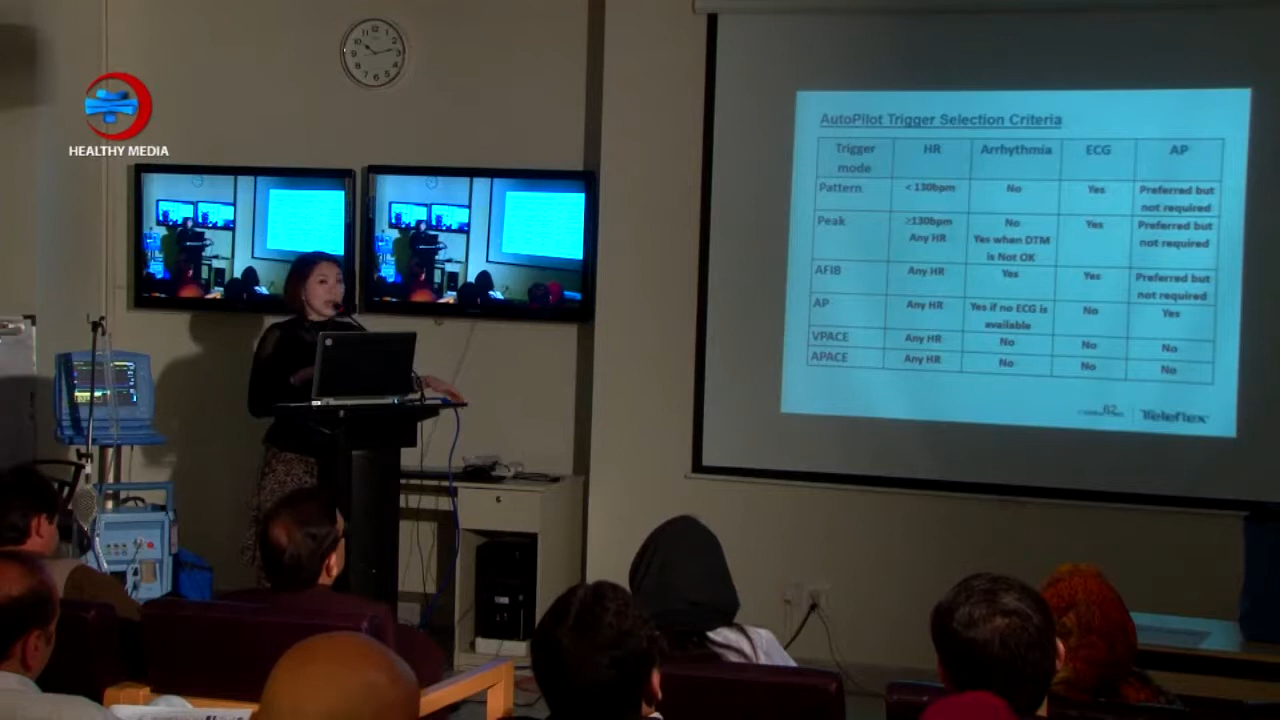 HEALTHY MEDIA
AutoPilot Trigger Selection Criteria
Trigger mode HR Arrhythmia ECG AP
Pattern < 130bpm No Yes Preferred but not required
Peak ≥130bpm Any HR No Yes when DTM is Not OK Yes Preferred but not required
AFIB Any HR Yes Yes Preferred but not required
AP Any HR Yes if no ECG is available No Yes
VPACE Any HR No No No
APACE Any HR No No No
62
Teleflex